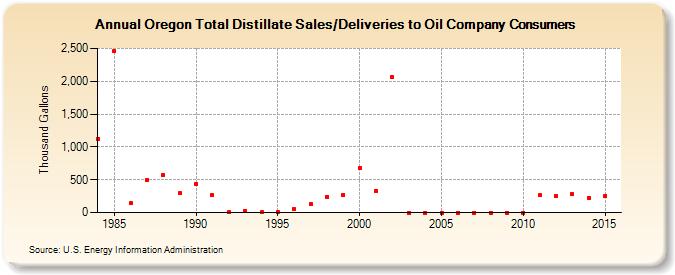 Annual Oregon Total Distillate Sales/Deliveries to Oil Company Consumers
Thousand Gallons
2,500
2,000
1,500
1,000
500
0
1985 1990 1995 2000 2005 2010 2015
Source: U.S. Energy Information Administration